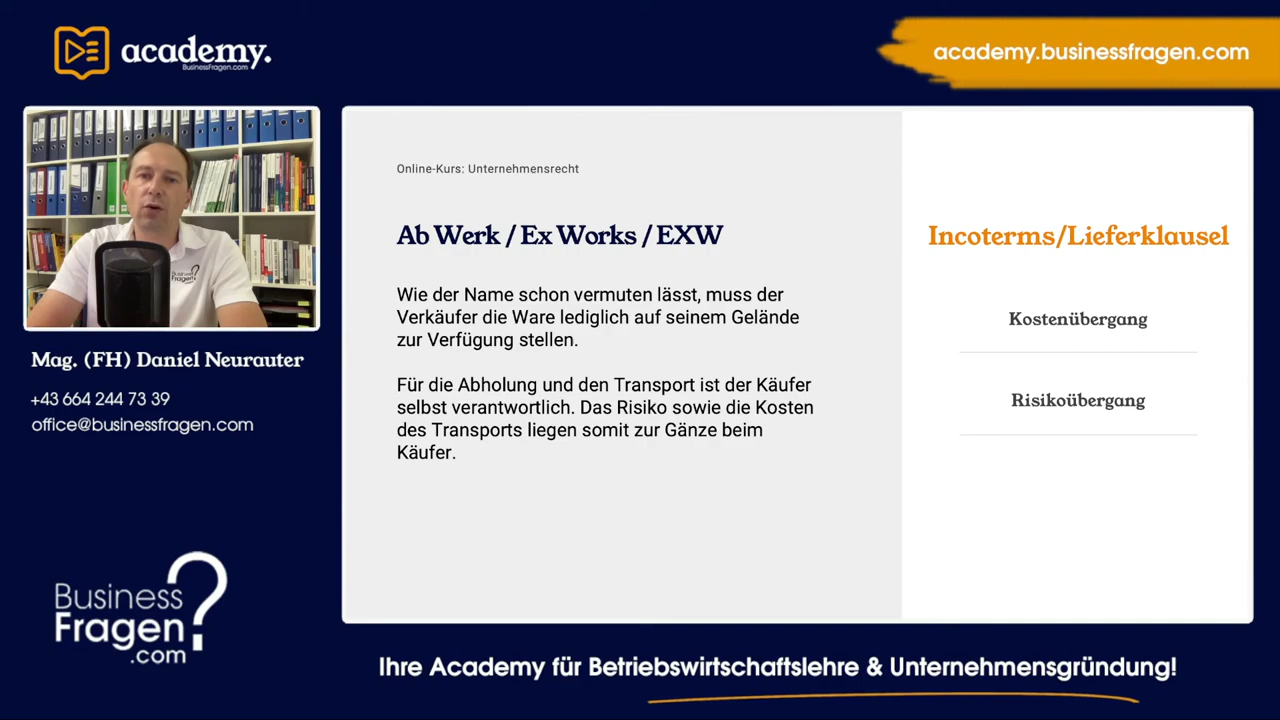 academy.
BusinessFragen.com
academy.businessfragen.com
Business
Fragen?
Mag. (FH) Daniel Neurauter
+43 664 244 73 39
office@businessfragen.com
Business
Fragen?
.com
Online-Kurs: Unternehmensrecht
Ab Werk / Ex Works / EXW
Wie der Name schon vermuten lässt, muss der
Verkäufer die Ware lediglich auf seinem Gelände
zur Verfügung stellen.
Für die Abholung und den Transport ist der Käufer
selbst verantwortlich. Das Risiko sowie die Kosten
des Transports liegen somit zur Gänze beim
Käufer.
Incoterms/Lieferklausel
Kostenübergang
Risikoübergang
Ihre Academy für Betriebswirtschaftslehre & Unternehmensgründung!